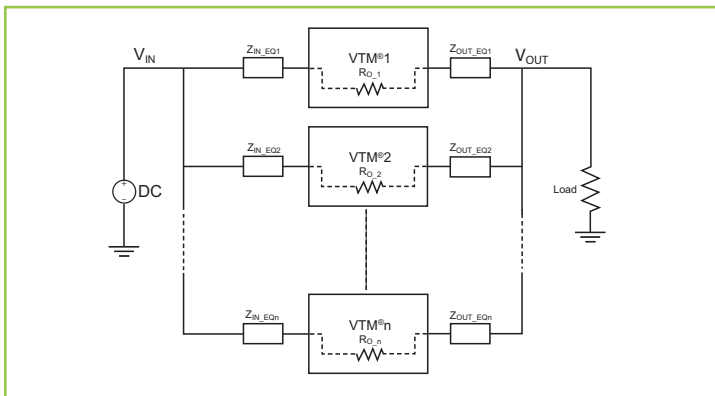 V_IN
Z_IN_EQ1
VTM®1
R_O_1
Z_OUT_EQ1
V_OUT
Z_IN_EQ2
VTM®2
R_O_2
Z_OUT_EQ2
+
−
DC
Load
Z_IN_EQn
VTM®n
R_O_n
Z_OUT_EQn